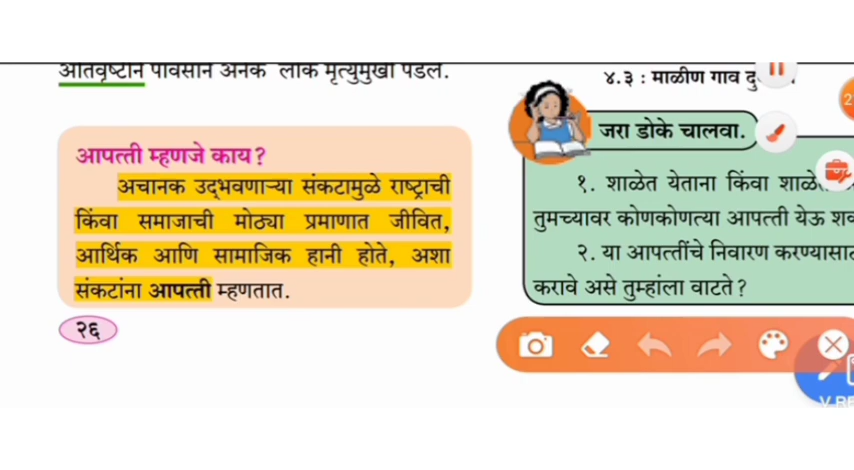 अतिवृष्टीने पावसाने अनेक लोक मृत्युमुखी पडले.
आपत्ती म्हणजे काय?
अचानक उद्भवणाऱ्या संकटामुळे राष्ट्राची
किंवा समाजाची मोठ्या प्रमाणात जीवित,
आर्थिक आणि सामाजिक हानी होते, अशा
संकटांना आपत्ती म्हणतात.
२६
४.३ : माळीण गाव
जरा डोके चालवा.
१. शाळेत येताना किंवा
तुमच्यावर कोणकोणत्या आपत्ती येऊ
२. या आपत्तींचे निवारण
करावे असे तुम्हांला वाटते?